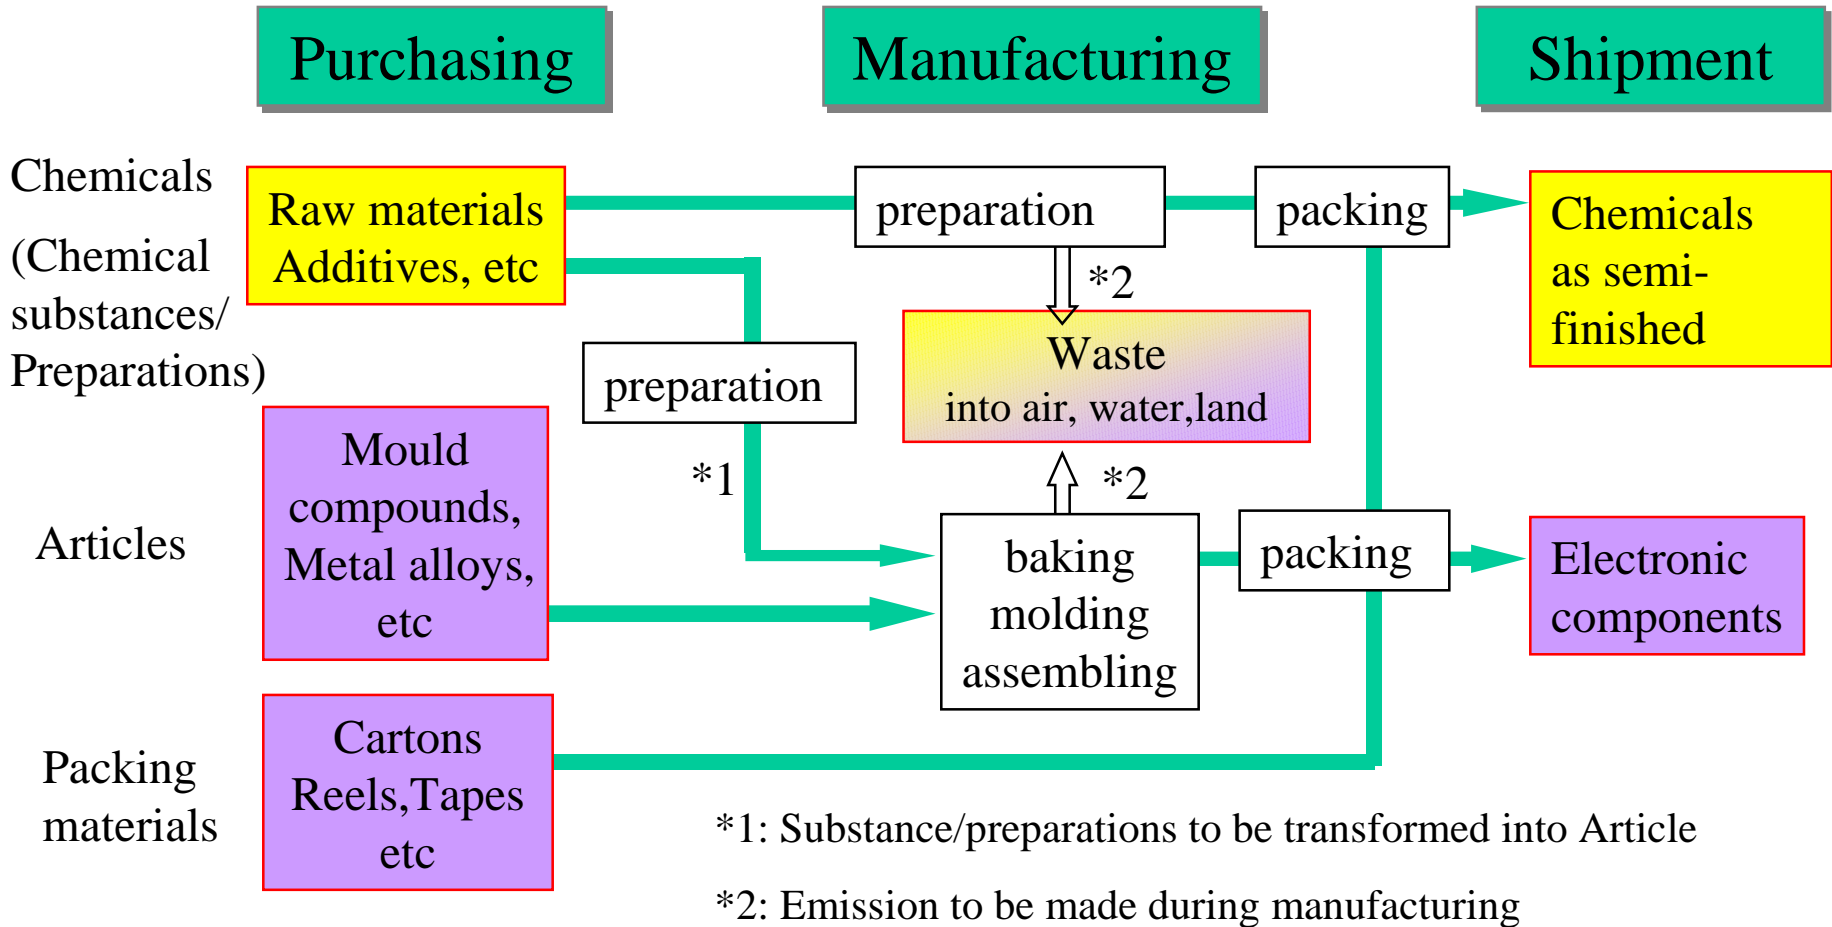 Purchasing
Manufacturing
Shipment
Chemicals
(Chemical
substances/
Preparations)
Raw materials
Additives, etc
preparation
packing
Chemicals
as semi-
finished
*2
Waste
into air, water,land
preparation
*1
*2
Articles
Mould
compounds,
Metal alloys,
etc
baking
molding
assembling
packing
Electronic
components
Packing
materials
Cartons
Reels,Tapes
etc
*1: Substance/preparations to be transformed into Article
*2: Emission to be made during manufacturing